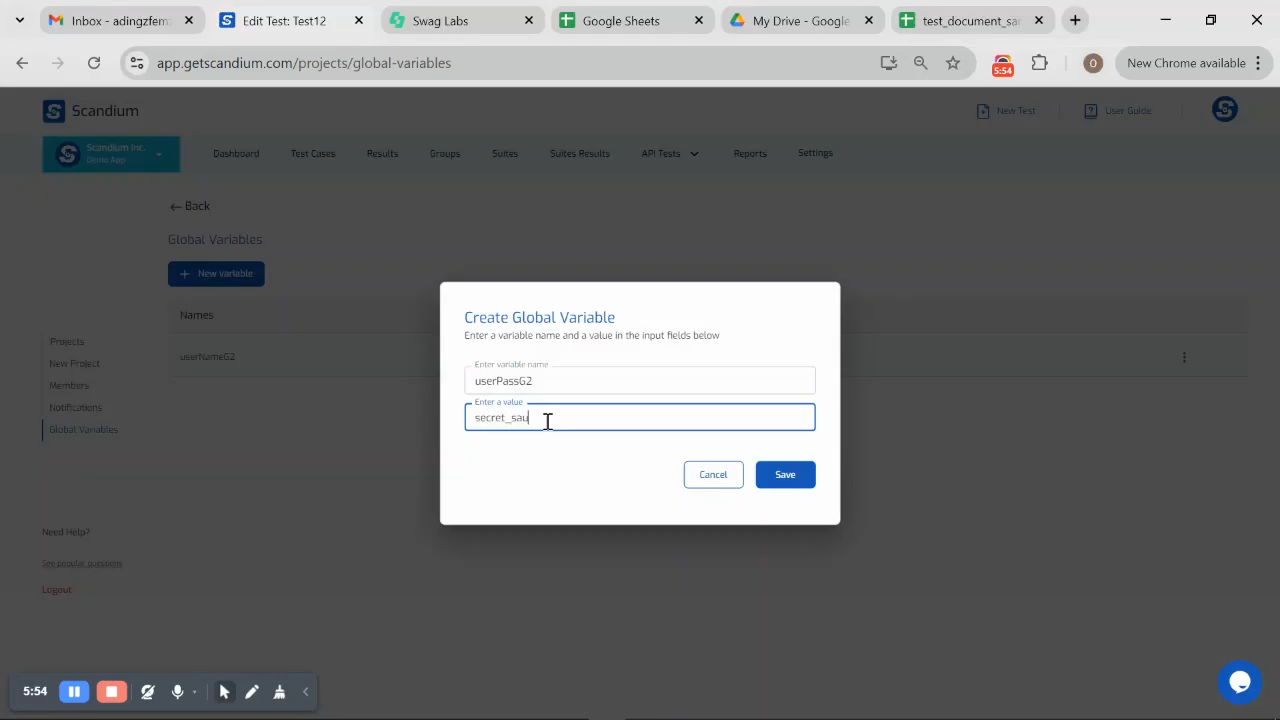 Inbox - adingzfem
Edit Test: Test12
Swag Labs
Google Sheets
My Drive - Google
test_document_sa
app.getscandium.com/projects/global-variables
5:54
O
New Chrome available
Scandium
New Test
User Guide
Scandium Inc.
Demo App
Dashboard
Test Cases
Results
Groups
Suites
Suites Results
API Tests
Reports
Settings
Back
Global Variables
+ New variable
Names
Projects
New Project
Members
Notifications
Global Variables
userNameG2
Create Global Variable
Enter a variable name and a value in the input fields below
Enter variable name
userPassG2
Enter a value
secret_sau
Cancel
Save
Need Help?
See popular questions
Logout
5:54